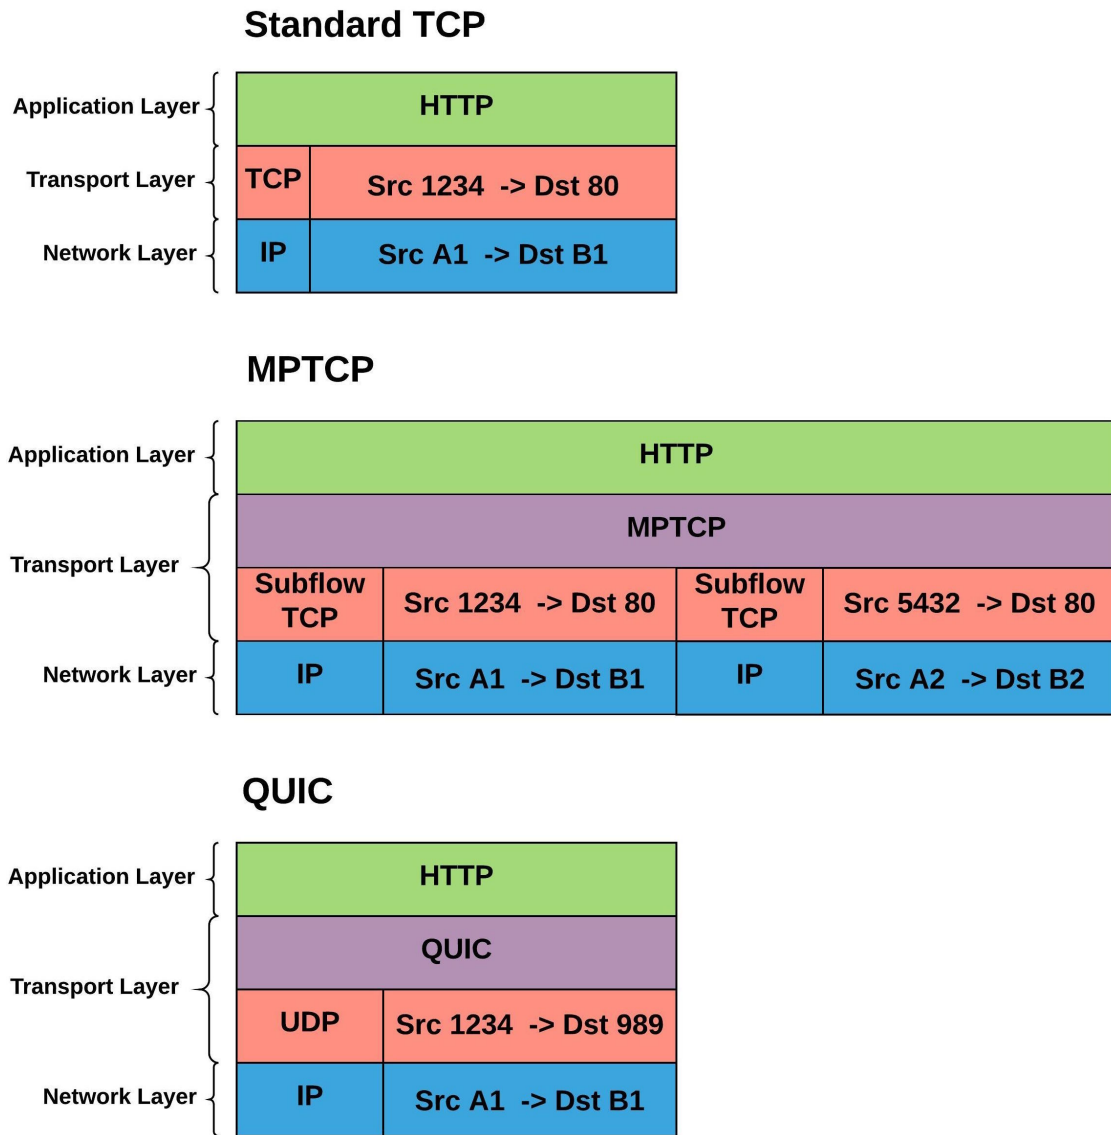 Standard TCP
Application Layer
HTTP
Transport Layer
TCP
Src 1234 -> Dst 80
Network Layer
IP
Src A1 -> Dst B1
MPTCP
Application Layer
HTTP
MPTCP
Transport Layer
Subflow
TCP
Src 1234 -> Dst 80
Subflow
TCP
Src 5432 -> Dst 80
Network Layer
IP
Src A1 -> Dst B1
IP
Src A2 -> Dst B2
QUIC
Application Layer
HTTP
QUIC
Transport Layer
UDP
Src 1234 -> Dst 989
Network Layer
IP
Src A1 -> Dst B1